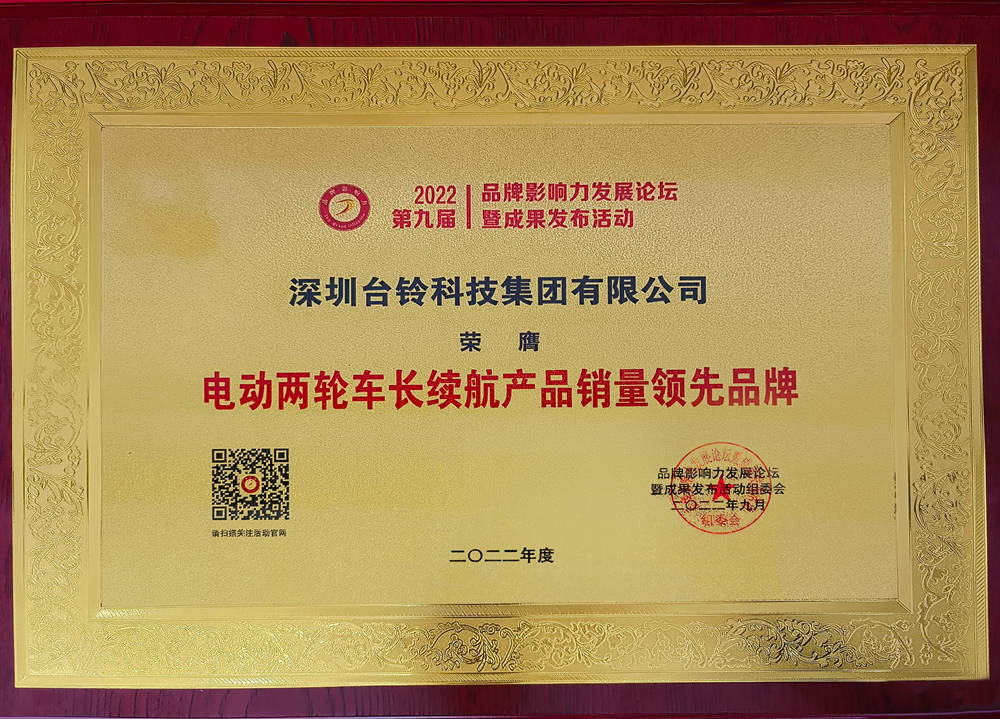 2022
第九届
品牌影响力发展论坛
暨成果发布活动
深圳台铃科技集团有限公司
荣 膺
电动两轮车长续航产品销量领先品牌
请扫描关注活动官网
品牌影响力发展论坛
暨成果发布活动组委会
二〇二二年九月
组委会
二〇二二年度